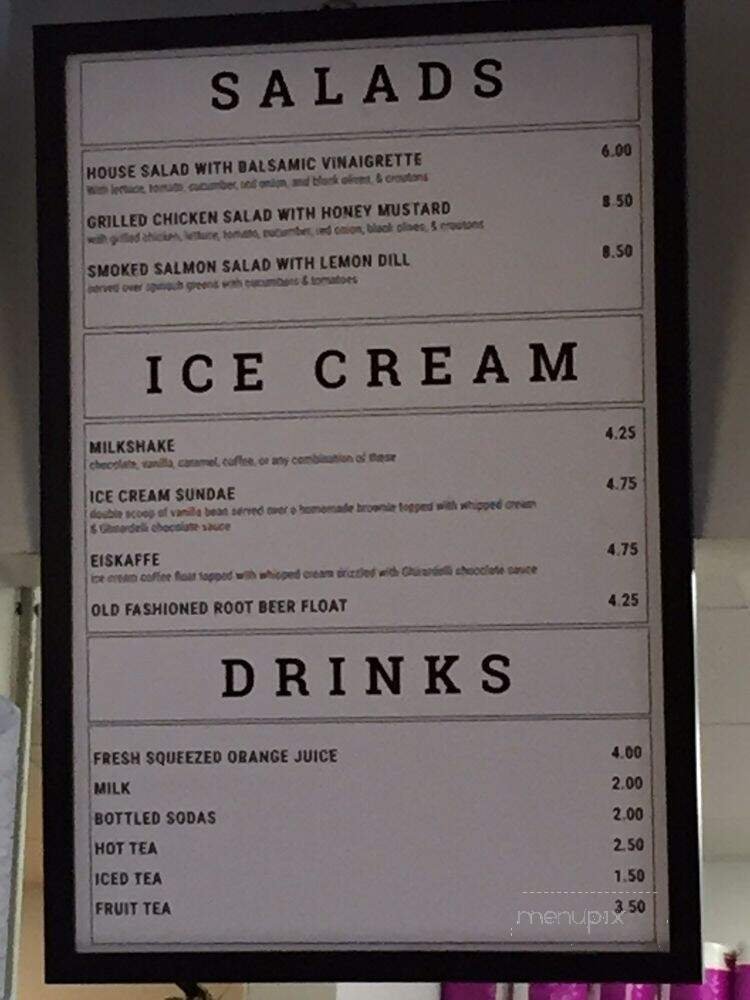 SALADS
HOUSE SALAD WITH BALSAMIC VINAIGRETTE 6.00
With lettuce, tomato, cucumber, red onion, and black olives, & croutons
GRILLED CHICKEN SALAD WITH HONEY MUSTARD 8.50
with grilled chicken, lettuce, tomato, cucumber, red onion, black olives, & croutons
SMOKED SALMON SALAD WITH LEMON DILL 8.50
served over spinach greens with cucumbers & tomatoes
ICE CREAM
MILKSHAKE 4.25
chocolate, vanilla, caramel, coffee, or any combination of these
ICE CREAM SUNDAE 4.75
double scoop of vanilla bean served over a homemade brownie topped with whipped cream
& Ghirardelli chocolate sauce
EISKAFFE 4.75
ice cream coffee float topped with whipped cream drizzled with Ghirardelli chocolate sauce
OLD FASHIONED ROOT BEER FLOAT 4.25
DRINKS
FRESH SQUEEZED ORANGE JUICE 4.00
MILK 2.00
BOTTLED SODAS 2.00
HOT TEA 2.50
ICED TEA 1.50
FRUIT TEA 3.50
menupix